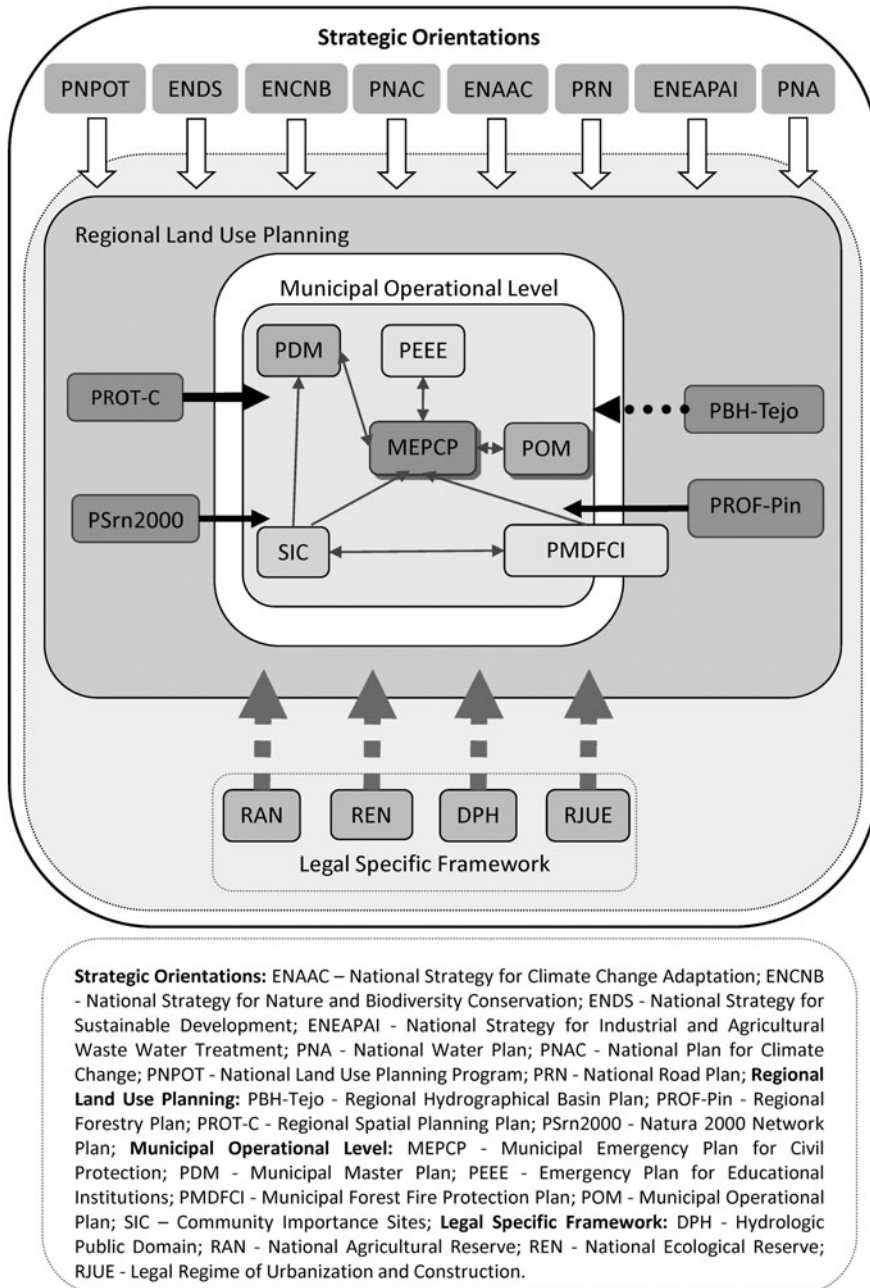 Strategic Orientations
PNPOT ENDS ENCNB PNAC ENAAC PRN ENEAPAI PNA
Regional Land Use Planning
Municipal Operational Level
PDM PEEE
PROT-C PBH-Tejo
MEPCP POM
PSrn2000 PROF-Pin
SIC PMDFCI
RAN REN DPH RJUE
Legal Specific Framework
Strategic Orientations: ENAAC – National Strategy for Climate Change Adaptation; ENCNB
- National Strategy for Nature and Biodiversity Conservation; ENDS - National Strategy for
Sustainable Development; ENEAPAI - National Strategy for Industrial and Agricultural
Waste Water Treatment; PNA - National Water Plan; PNAC - National Plan for Climate
Change; PNPOT - National Land Use Planning Program; PRN - National Road Plan; Regional
Land Use Planning: PBH-Tejo - Regional Hydrographical Basin Plan; PROF-Pin - Regional
Forestry Plan; PROT-C - Regional Spatial Planning Plan; PSrn2000 - Natura 2000 Network
Plan; Municipal Operational Level: MEPCP - Municipal Emergency Plan for Civil
Protection; PDM - Municipal Master Plan; PEEE - Emergency Plan for Educational
Institutions; PMDFCI - Municipal Forest Fire Protection Plan; POM - Municipal Operational
Plan; SIC – Community Importance Sites; Legal Specific Framework: DPH - Hydrologic
Public Domain; RAN - National Agricultural Reserve; REN - National Ecological Reserve;
RJUE - Legal Regime of Urbanization and Construction.